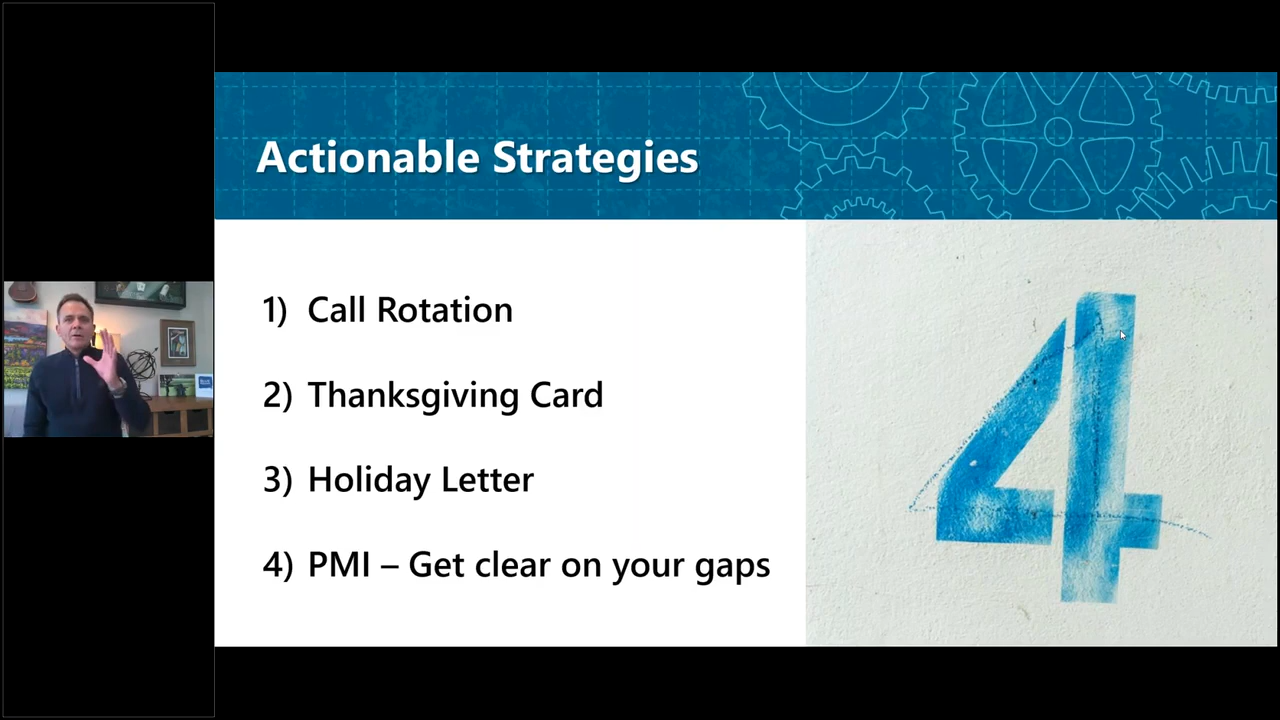 Actionable Strategies
1) Call Rotation
2) Thanksgiving Card
3) Holiday Letter
4) PMI – Get clear on your gaps
4